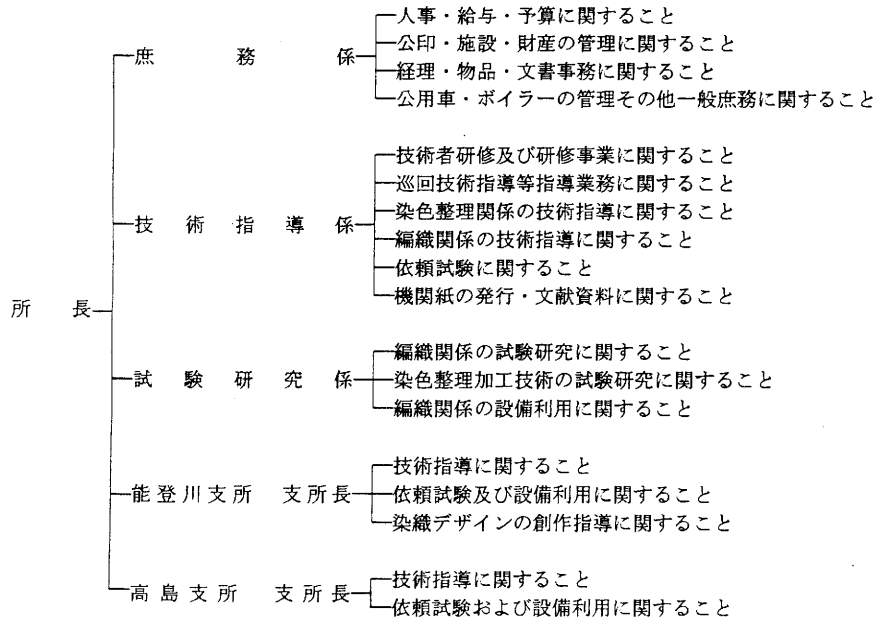 所長
庶務係
人事・給与・予算に関すること
公印・施設・財産の管理に関すること
経理・物品・文書事務に関すること
公用車・ボイラーの管理その他一般庶務に関すること
技術指導係
技術者研修及び研修事業に関すること
巡回技術指導等指導業務に関すること
染色整理関係の技術指導に関すること
編織関係の技術指導に関すること
依頼試験に関すること
機関紙の発行・文献資料に関すること
試験研究係
編織関係の試験研究に関すること
染色整理加工技術の試験研究に関すること
編織関係の設備利用に関すること
能登川支所 支所長
技術指導に関すること
依頼試験及び設備利用に関すること
染織デザインの創作指導に関すること
高島支所 支所長
技術指導に関すること
依頼試験および設備利用に関すること